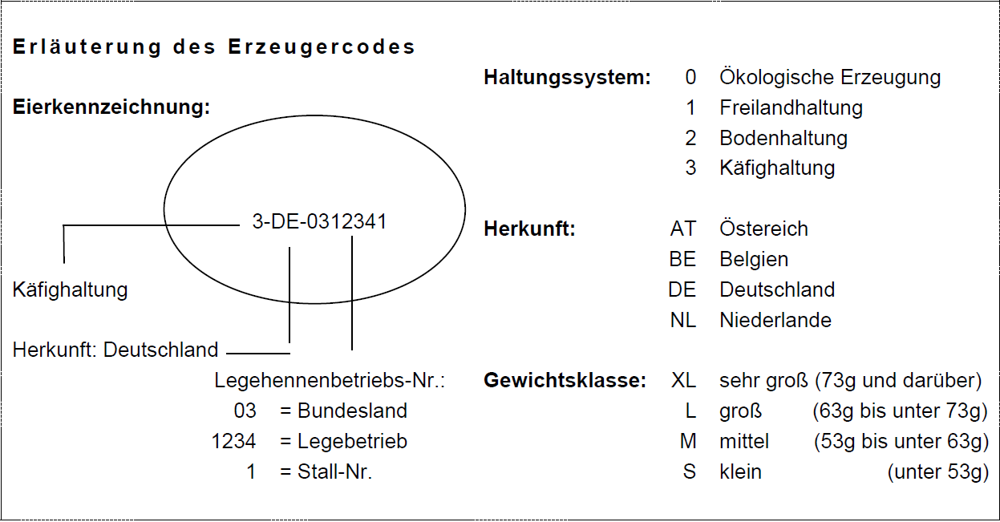 Erläuterung des Erzeugercodes
Eierkennzeichnung:
3-DE-0312341
Käfighaltung
Herkunft: Deutschland
Legehennenbetriebs-Nr.:
03 = Bundesland
1234 = Legebetrieb
1 = Stall-Nr.
Haltungssystem: 0 Ökologische Erzeugung
1 Freilandhaltung
2 Bodenhaltung
3 Käfighaltung
Herkunft: AT Östereich
BE Belgien
DE Deutschland
NL Niederlande
Gewichtsklasse: XL sehr groß (73g und darüber)
L groß (63g bis unter 73g)
M mittel (53g bis unter 63g)
S klein (unter 53g)